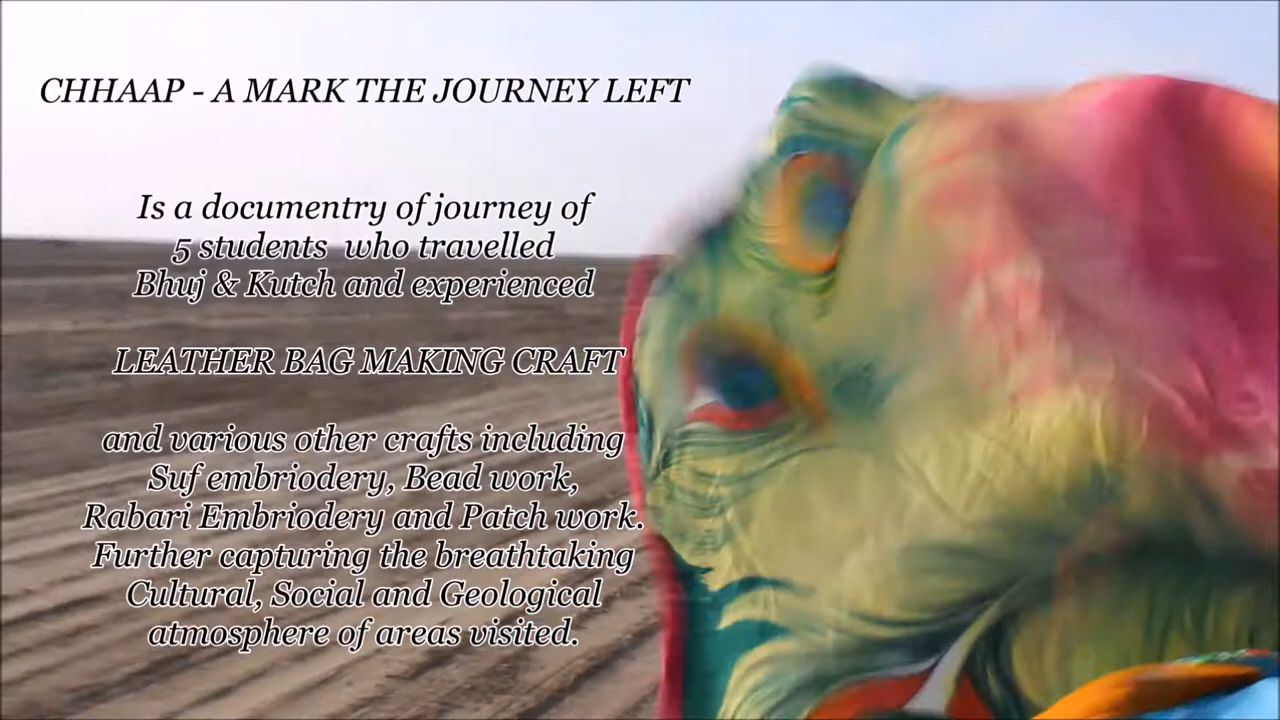 CHHAAP - A MARK THE JOURNEY LEFT
Is a documentry of journey of
5 students who travelled
Bhuj & Kutch and experienced
LEATHER BAG MAKING CRAFT
and various other crafts including
Suf embriodery, Bead work,
Rabari Embriodery and Patch work.
Further capturing the breathtaking
Cultural, Social and Geological
atmosphere of areas visited.